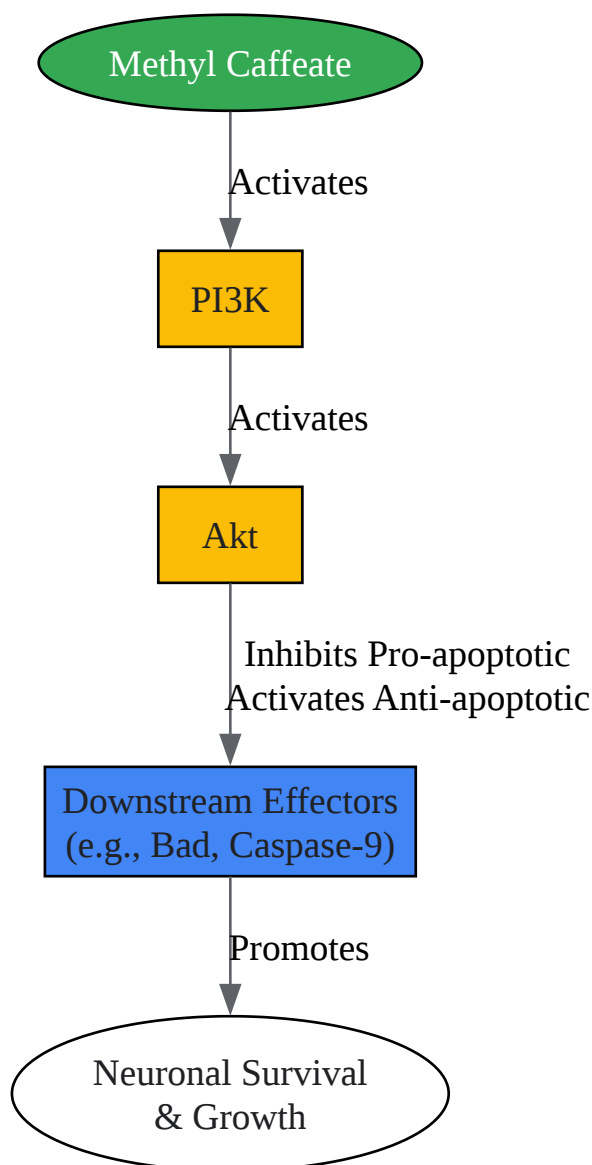 Methyl Caffeate
Activates
PI3K
Activates
Akt
Inhibits Pro-apoptotic
Activates Anti-apoptotic
Downstream Effectors
(e.g., Bad, Caspase-9)
Promotes
Neuronal Survival
& Growth